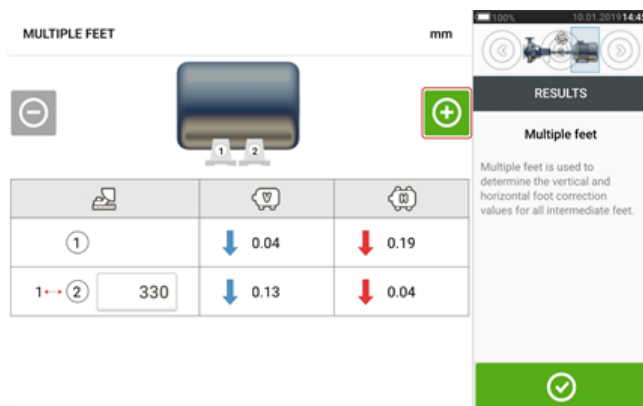 MULTIPLE FEET
mm
1 2
V H
1 0.04 0.19
1↔2 330 0.13 0.04
100% 10.01.2019 14:45
RESULTS
Multiple feet
Multiple feet is used to
determine the vertical and
horizontal foot correction
values for all intermediate feet.